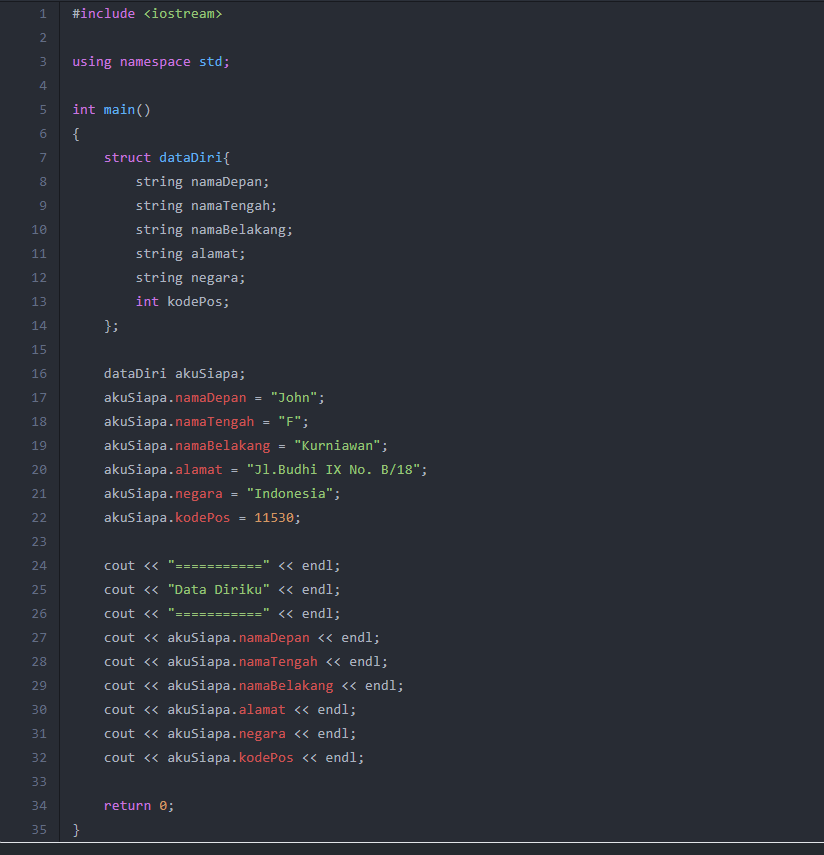 1 #include <iostream>
2
3 using namespace std;
4
5 int main()
6 {
7     struct dataDiri{
8         string namaDepan;
9         string namaTengah;
10         string namaBelakang;
11         string alamat;
12         string negara;
13         int kodePos;
14     };
15
16     dataDiri akuSiapa;
17     akuSiapa.namaDepan = "John";
18     akuSiapa.namaTengah = "F";
19     akuSiapa.namaBelakang = "Kurniawan";
20     akuSiapa.alamat = "Jl.Budhi IX No. B/18";
21     akuSiapa.negara = "Indonesia";
22     akuSiapa.kodePos = 11530;
23
24     cout << "===========" << endl;
25     cout << "Data Diriku" << endl;
26     cout << "===========" << endl;
27     cout << akuSiapa.namaDepan << endl;
28     cout << akuSiapa.namaTengah << endl;
29     cout << akuSiapa.namaBelakang << endl;
30     cout << akuSiapa.alamat << endl;
31     cout << akuSiapa.negara << endl;
32     cout << akuSiapa.kodePos << endl;
33
34     return 0;
35 }